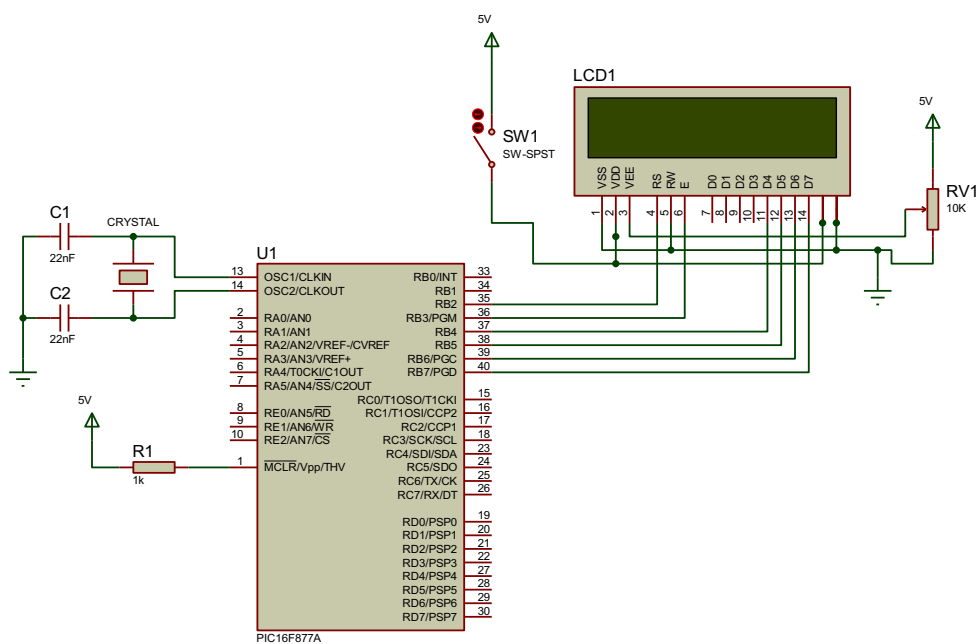 5V
SW1
SW-SPST
LCD1
VSS
VDD
VEE
RS
RW
E
D0
D1
D2
D3
D4
D5
D6
D7
1
2
3
4
5
6
7
8
9
10
11
12
13
14
5V
RV1
10K
C1
22nF
CRYSTAL
C2
22nF
U1
13 OSC1/CLKIN RB0/INT 33
14 OSC2/CLKOUT RB1 34
RB2 35
2 RA0/AN0 RB3/PGM 36
3 RA1/AN1 RB4 37
4 RA2/AN2/VREF-/CVREF RB5 38
5 RA3/AN3/VREF+ RB6/PGC 39
6 RA4/T0CKI/C1OUT RB7/PGD 40
7 RA5/AN4/SS/C2OUT
RC0/T1OSO/T1CKI 15
8 RE0/AN5/RD RC1/T1OSI/CCP2 16
9 RE1/AN6/WR RC2/CCP1 17
10 RE2/AN7/CS RC3/SCK/SCL 18
RC4/SDI/SDA 23
1 MCLR/Vpp/THV RC5/SDO 24
RC6/TX/CK 25
RC7/RX/DT 26
RD0/PSP0 19
RD1/PSP1 20
RD2/PSP2 21
RD3/PSP3 22
RD4/PSP4 27
RD5/PSP5 28
RD6/PSP6 29
RD7/PSP7 30
PIC16F877A
5V
R1
1k